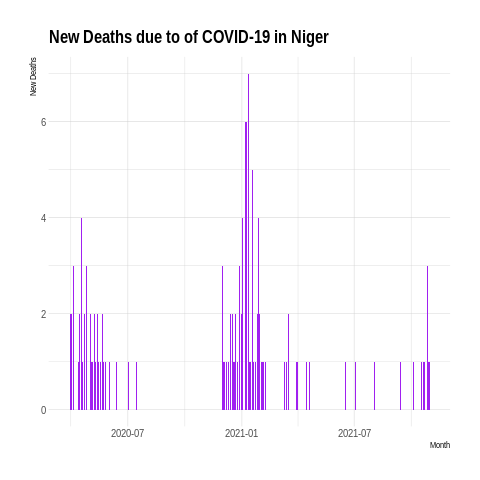 New Deaths due to of COVID-19 in Niger
New Deaths
6
4
2
0
2020-07 2021-01 2021-07
Month